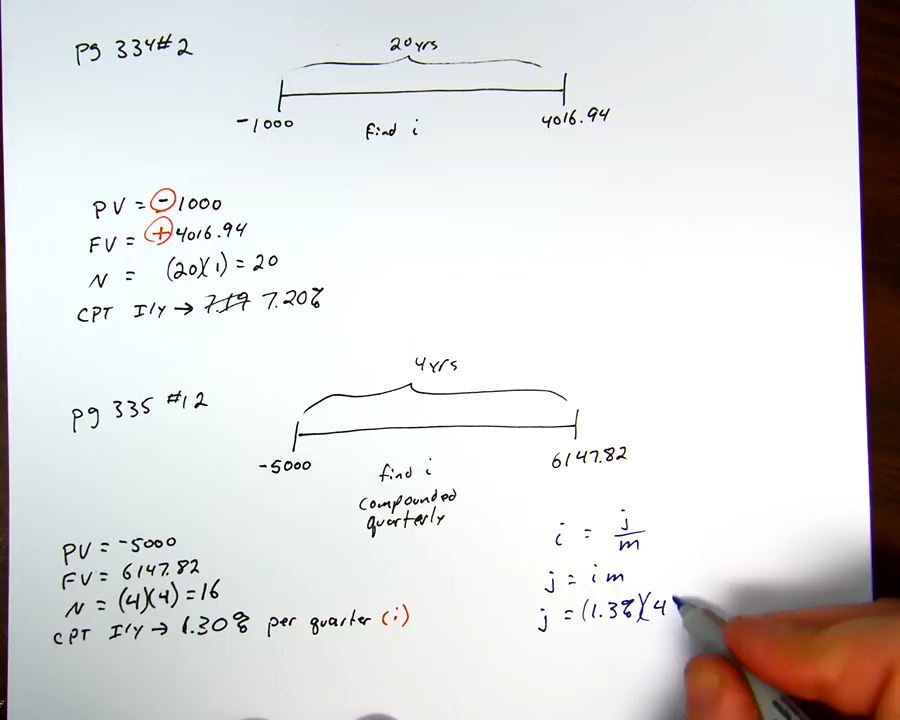 pg 334#2
20yrs
-1000 find i 4016.94
PV = -1000
FV = +4016.94
N = (20)(1) = 20
CPT I/y → 7.19 7.20%
4yrs
pg 335 #12
-5000 find i 6147.82
compounded
quarterly
PV = -5000
FV = 6147.82
N = (4)(4) = 16
CPT I/y → 1.30% per quarter (i)
i = j/m
j = im
j = (1.3%)(4